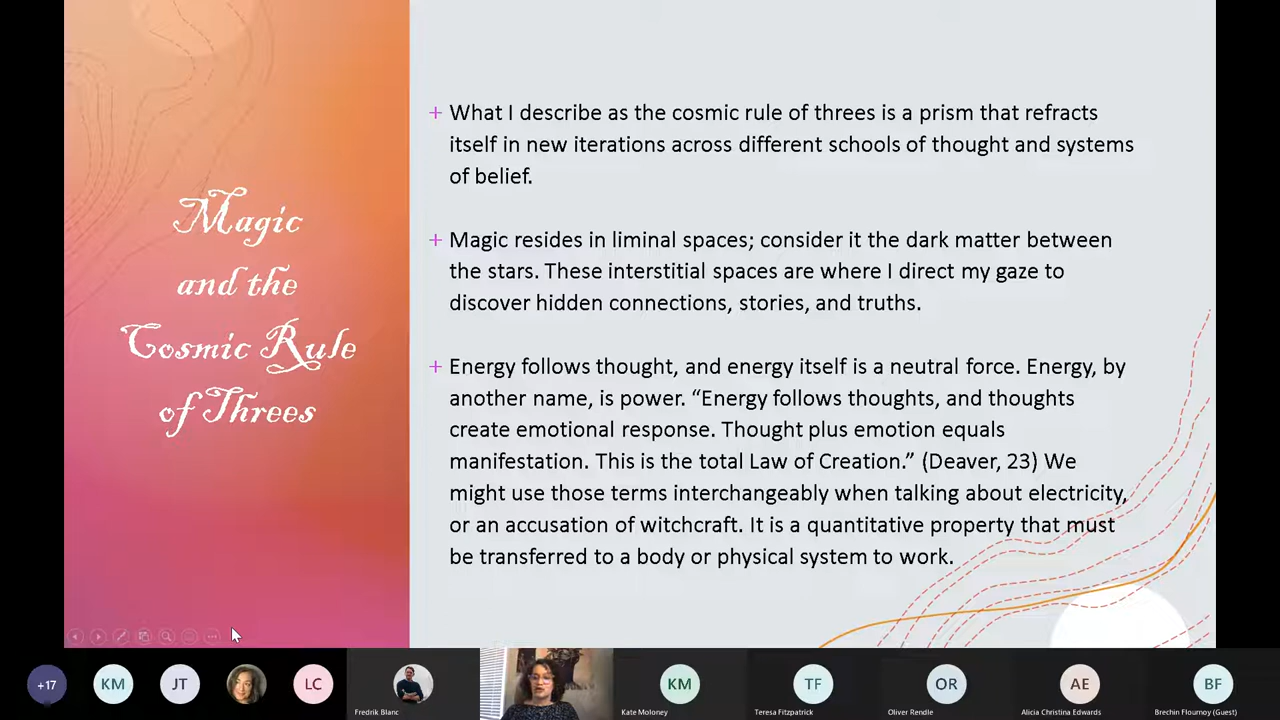 Magic
and the
Cosmic Rule
of Threes
+ What I describe as the cosmic rule of threes is a prism that refracts
itself in new iterations across different schools of thought and systems
of belief.
+ Magic resides in liminal spaces; consider it the dark matter between
the stars. These interstitial spaces are where I direct my gaze to
discover hidden connections, stories, and truths.
+ Energy follows thought, and energy itself is a neutral force. Energy, by
another name, is power. “Energy follows thoughts, and thoughts
create emotional response. Thought plus emotion equals
manifestation. This is the total Law of Creation.” (Deaver, 23) We
might use those terms interchangeably when talking about electricity,
or an accusation of witchcraft. It is a quantitative property that must
be transferred to a body or physical system to work.
+17
KM
JT
LC
Fredrik Blanc
KM
Kate Moloney
TF
Teresa Fitzpatrick
OR
Oliver Rendle
AE
Alicia Christina Edwards
BF
Brechin Flournoy (Guest)